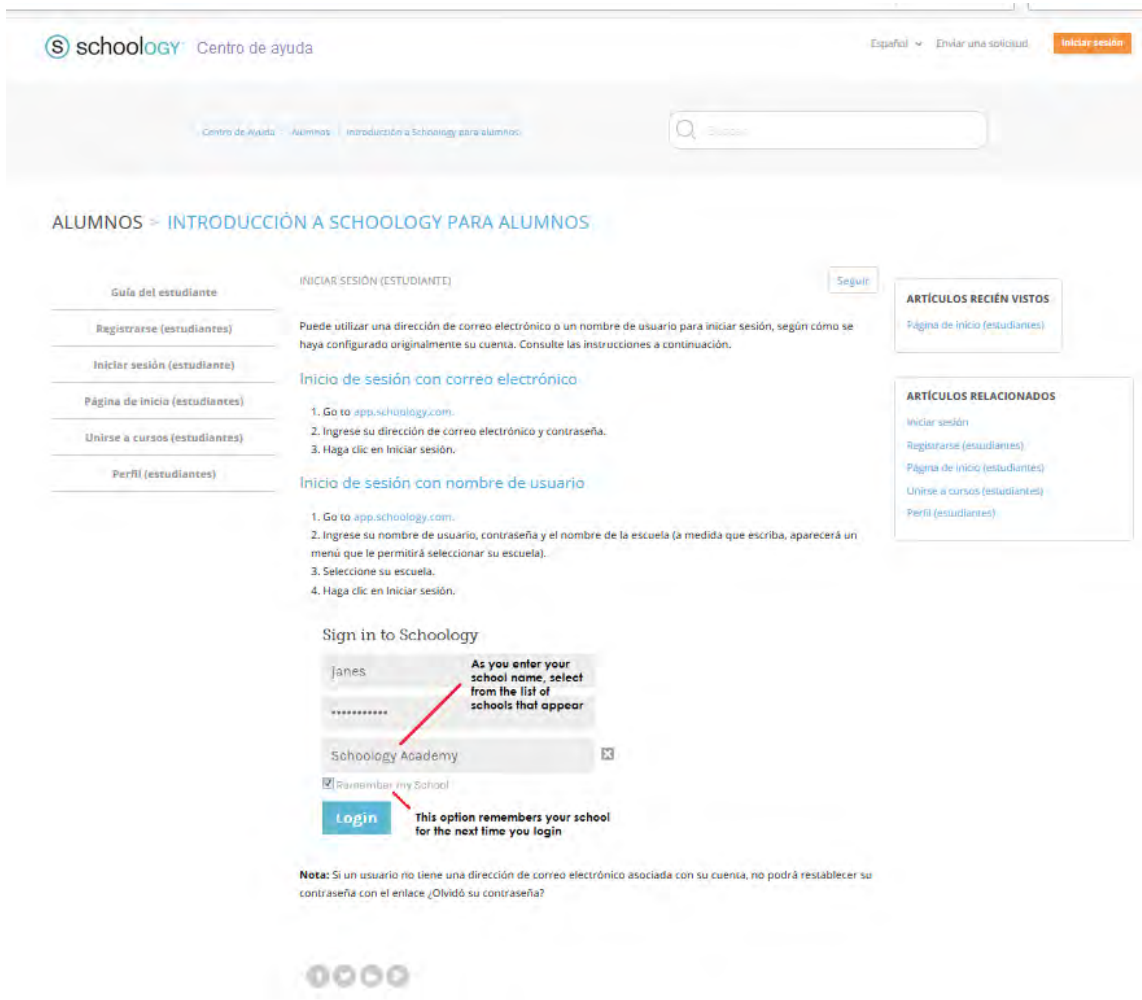 schoology Centro de ayuda
Español Enviar una solicitud Iniciar sesión
Centro de Ayuda Alumnos Introducción a Schoology para alumnos
Buscar
ALUMNOS > INTRODUCCIÓN A SCHOOLOGY PARA ALUMNOS
Guía del estudiante
Registrarse (estudiantes)
Iniciar sesión (estudiante)
Página de inicio (estudiantes)
Unirse a cursos (estudiantes)
Perfil (estudiantes)
INICIAR SESIÓN (ESTUDIANTE)
Seguir
Puede utilizar una dirección de correo electrónico o un nombre de usuario para iniciar sesión, según cómo se
haya configurado originalmente su cuenta. Consulte las instrucciones a continuación.
Inicio de sesión con correo electrónico
1. Go to app.schoology.com.
2. Ingrese su dirección de correo electrónico y contraseña.
3. Haga clic en Iniciar sesión.
Inicio de sesión con nombre de usuario
1. Go to app.schoology.com.
2. Ingrese su nombre de usuario, contraseña y el nombre de la escuela (a medida que escriba, aparecerá un
menú que le permitirá seleccionar su escuela).
3. Seleccione su escuela.
4. Haga clic en Iniciar sesión.
Sign in to Schoology
Janes
As you enter your
school name, select
from the list of
schools that appear
Schoology Academy
Remember my School
Login
This option remembers your school
for the next time you login
Nota: Si un usuario no tiene una dirección de correo electrónico asociada con su cuenta, no podrá restablecer su
contraseña con el enlace ¿Olvidó su contraseña?
ARTÍCULOS RECIÉN VISTOS
Página de inicio (estudiantes)
ARTÍCULOS RELACIONADOS
Iniciar sesión
Registrarse (estudiantes)
Página de inicio (estudiantes)
Unirse a cursos (estudiantes)
Perfil (estudiantes)